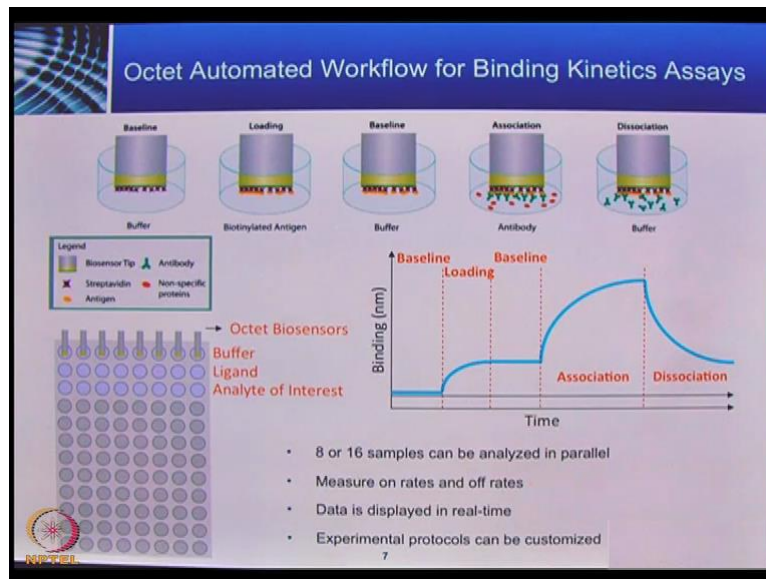 Octet Automated Workflow for Binding Kinetics Assays
Baseline
Loading
Baseline
Association
Dissociation
Buffer
Biotinylated Antigen
Buffer
Antibody
Buffer
Legend
Biosensor Tip
Antibody
Streptavidin
Non-specific
proteins
Antigen
Octet Biosensors
Buffer
Ligand
Analyte of Interest
Baseline
Loading
Baseline
Association
Dissociation
Binding (nm)
Time
• 8 or 16 samples can be analyzed in parallel
• Measure on rates and off rates
• Data is displayed in real-time
• Experimental protocols can be customized
7
NPTEL